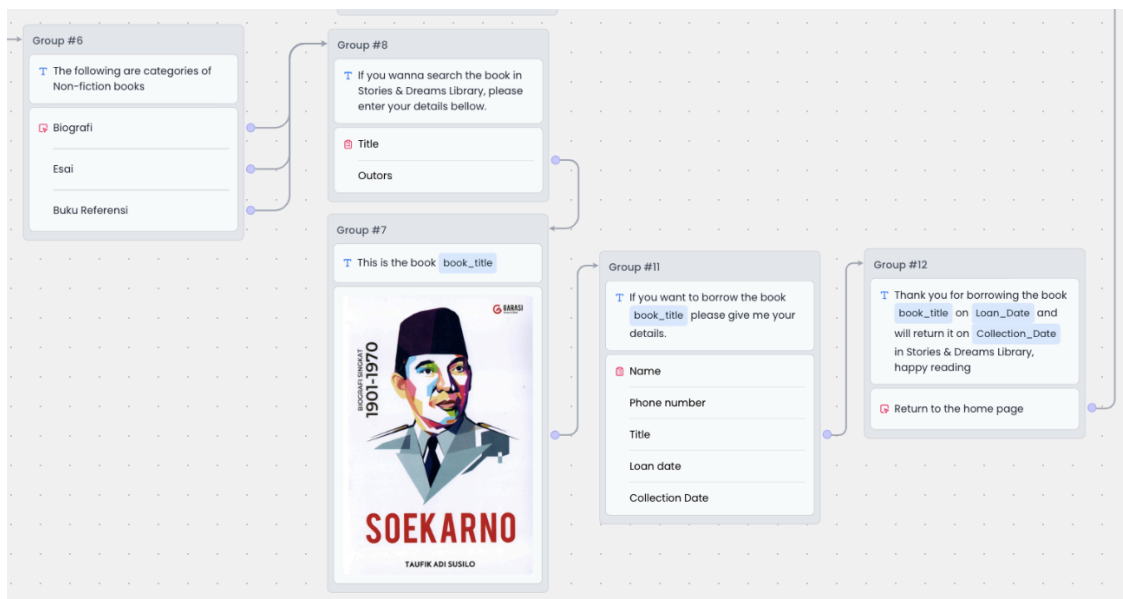 Group #6
The following are categories of
Non-fiction books
Biografi
Esai
Buku Referensi
Group #8
If you wanna search the book in
Stories & Dreams Library, please
enter your details bellow.
Title
Outors
Group #7
This is the book book_title
GARASI
BIOGRAFI SINGKAT
1901-1970
SOEKARNO
TAUFIK ADI SUSILO
Group #11
If you want to borrow the book
book_title please give me your
details.
Name
Phone number
Title
Loan date
Collection Date
Group #12
Thank you for borrowing the book
book_title on Loan_Date and
will return it on Collection_Date
in Stories & Dreams Library,
happy reading
Return to the home page